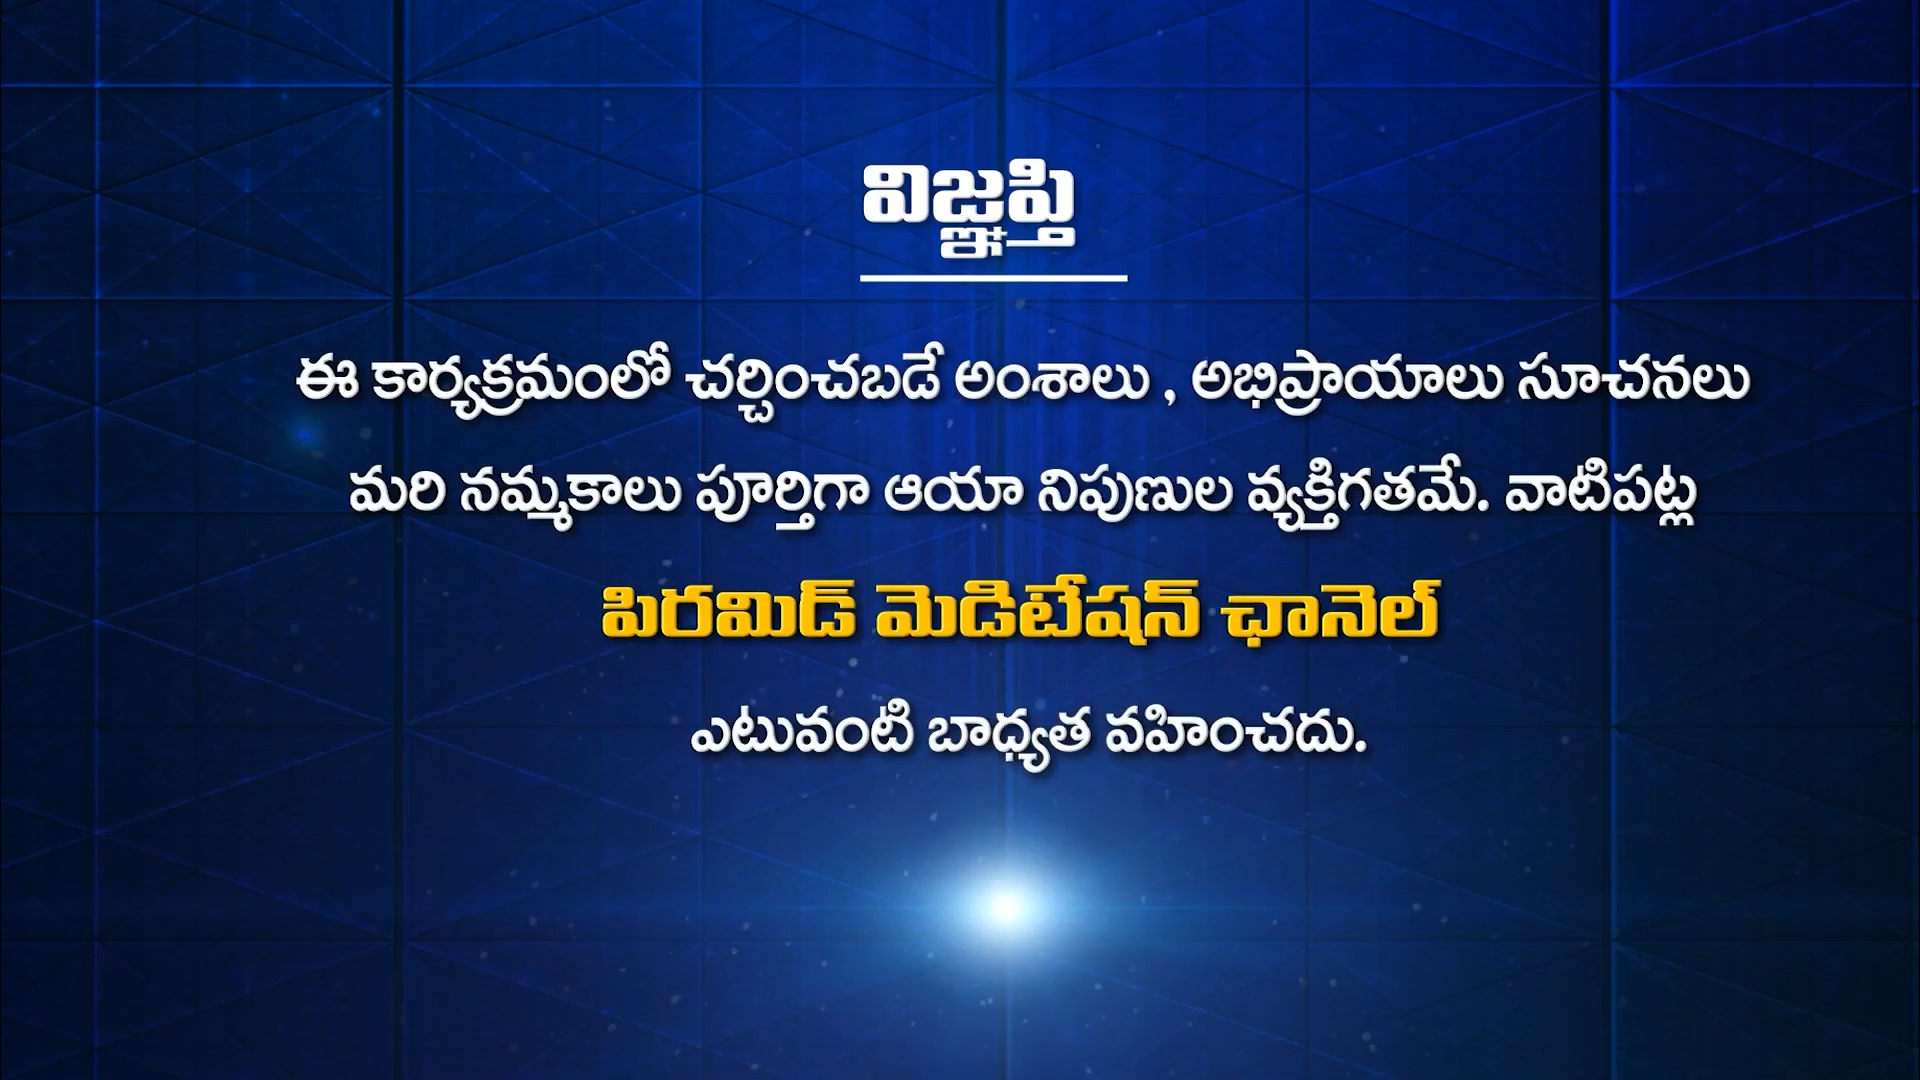 విజ్ఞప్తి
ఈ కార్యక్రమంలో చర్చించబడే అంశాలు , అభిప్రాయాలు సూచనలు
మరి నమ్మకాలు పూర్తిగా ఆయా నిపుణుల వ్యక్తిగతమే. వాటిపట్ల
పిరమిడ్ మెడిటేషన్ ఛానెల్
ఎటువంటి బాధ్యత వహించదు.